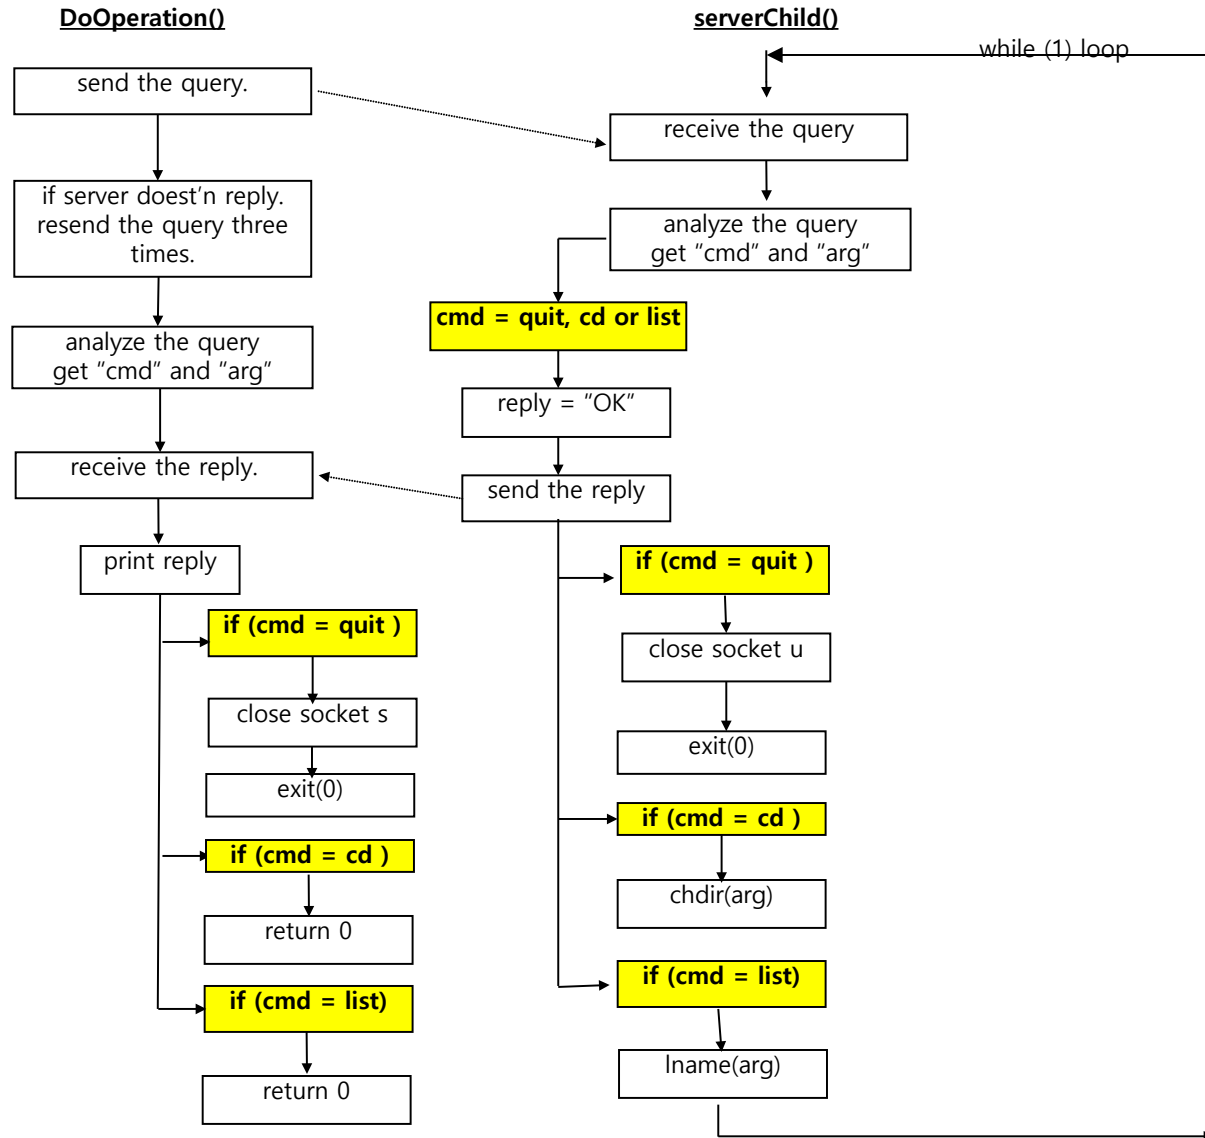 DoOperation()
send the query.
if server doest'n reply.
resend the query three
times.
analyze the query
get "cmd" and "arg"
receive the reply.
print reply
if (cmd = quit )
close socket s
exit(0)
if (cmd = cd )
return 0
if (cmd = list)
return 0
serverChild()
while (1) loop
receive the query
analyze the query
get "cmd" and "arg"
cmd = quit, cd or list
reply = "OK"
send the reply
if (cmd = quit )
close socket u
exit(0)
if (cmd = cd )
chdir(arg)
if (cmd = list)
lname(arg)